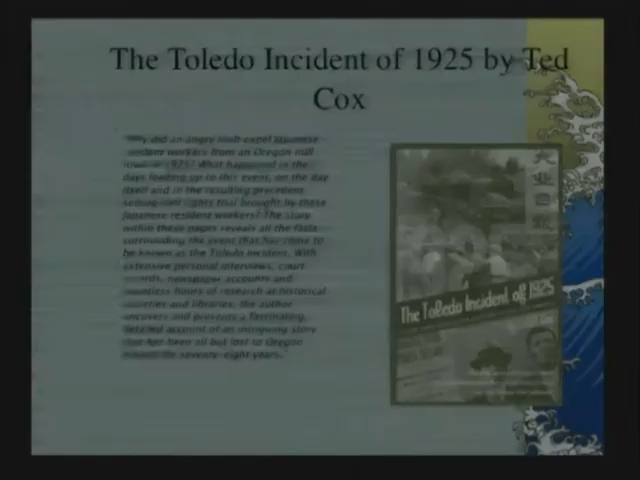 The Toledo Incident of 1925 by Ted
Cox
did an angry mob expel Japanese
resident workers from an Oregon mill
town in 1925? What happened in the
days leading up to this event, on the day
itself and in the resulting precedent
setting civil rights trial brought by these
Japanese resident workers? The story
within these pages reveals all the facts
surrounding the event that has come to
be known as the Toledo Incident. With
extensive personal interviews, court
records, newspaper accounts and
countless hours of research at historical
societies and libraries, the author
uncovers and presents a fascinating,
detailed account of an intriguing story
that has been all but lost to Oregon
seventy-eight years."
The Toledo Incident of 1925